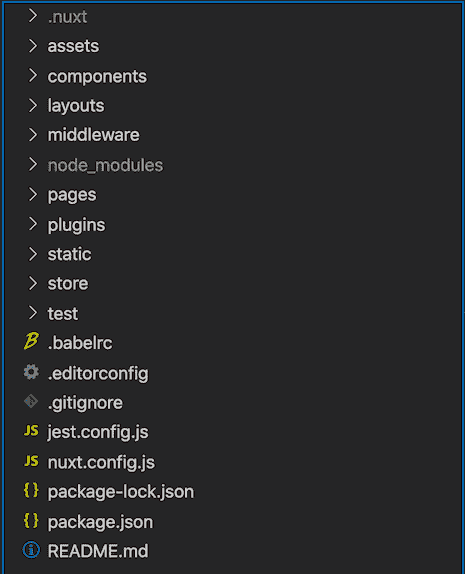 .nuxt
assets
components
layouts
middleware
node_modules
pages
plugins
static
store
test
.babelrc
.editorconfig
.gitignore
JS jest.config.js
JS nuxt.config.js
{ } package-lock.json
{ } package.json
README.md